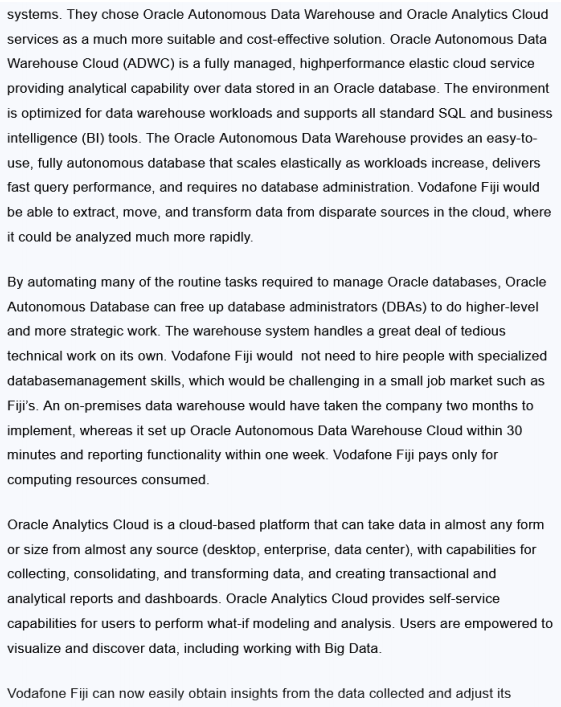 systems. They chose Oracle Autonomous Data Warehouse and Oracle Analytics Cloud
services as a much more suitable and cost-effective solution. Oracle Autonomous Data
Warehouse Cloud (ADWC) is a fully managed, highperformance elastic cloud service
providing analytical capability over data stored in an Oracle database. The environment
is optimized for data warehouse workloads and supports all standard SQL and business
intelligence (BI) tools. The Oracle Autonomous Data Warehouse provides an easy-to-
use, fully autonomous database that scales elastically as workloads increase, delivers
fast query performance, and requires no database administration. Vodafone Fiji would
be able to extract, move, and transform data from disparate sources in the cloud, where
it could be analyzed much more rapidly.
By automating many of the routine tasks required to manage Oracle databases, Oracle
Autonomous Database can free up database administrators (DBAs) to do higher-level
and more strategic work. The warehouse system handles a great deal of tedious
technical work on its own. Vodafone Fiji would  not need to hire people with specialized
databasemanagement skills, which would be challenging in a small job market such as
Fiji's. An on-premises data warehouse would have taken the company two months to
implement, whereas it set up Oracle Autonomous Data Warehouse Cloud within 30
minutes and reporting functionality within one week. Vodafone Fiji pays only for
computing resources consumed.
Oracle Analytics Cloud is a cloud-based platform that can take data in almost any form
or size from almost any source (desktop, enterprise, data center), with capabilities for
collecting, consolidating, and transforming data, and creating transactional and
analytical reports and dashboards. Oracle Analytics Cloud provides self-service
capabilities for users to perform what-if modeling and analysis. Users are empowered to
visualize and discover data, including working with Big Data.
Vodafone Fiji can now easily obtain insights from the data collected and adjust its